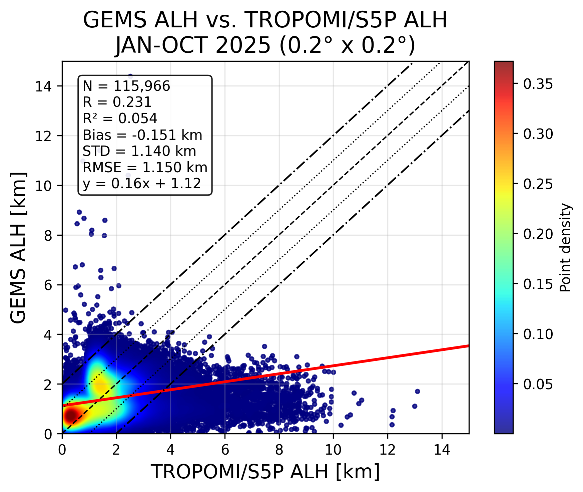 GEMS ALH vs. TROPOMI/S5P ALH
JAN-OCT 2025 (0.2° x 0.2°)
N = 115,966
R = 0.231
R² = 0.054
Bias = -0.151 km
STD = 1.140 km
RMSE = 1.150 km
y = 0.16x + 1.12
GEMS ALH [km]
14
12
10
8
6
4
2
0
0 2 4 6 8 10 12 14
TROPOMI/S5P ALH [km]
0.35
0.30
0.25
0.20
0.15
0.10
0.05
Point density